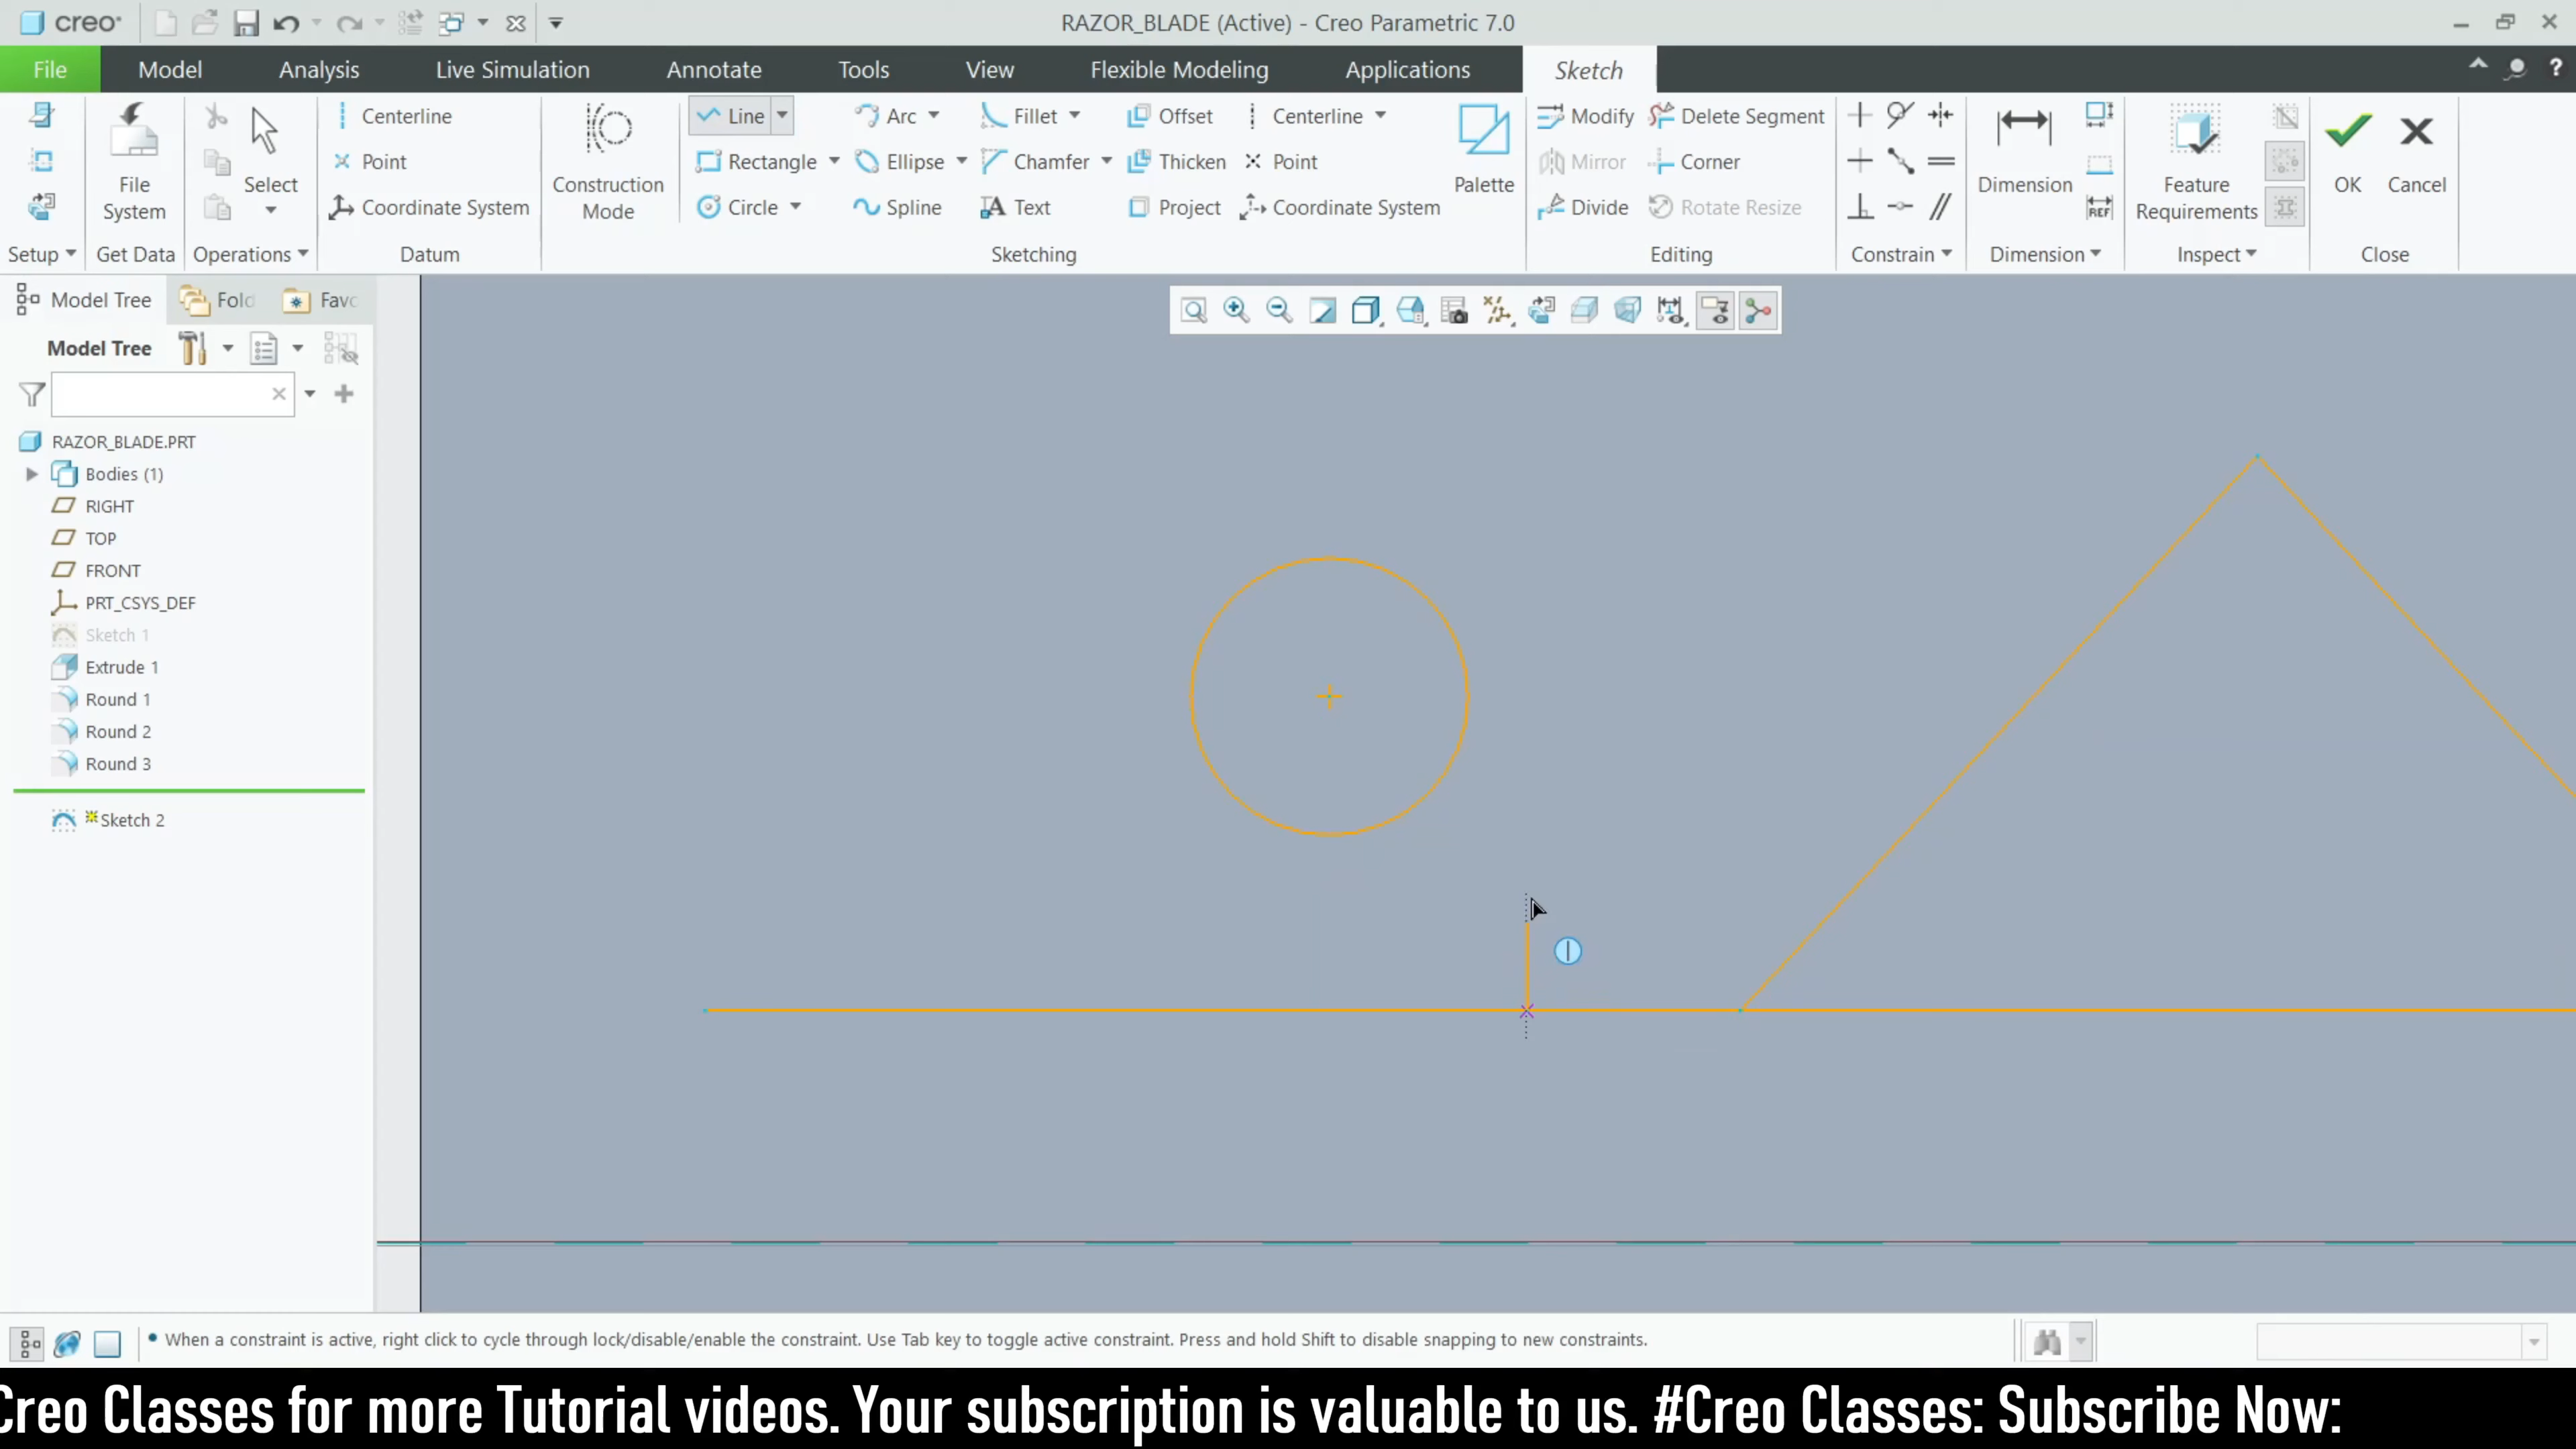 creo® RAZOR_BLADE (Active) - Creo Parametric 7.0
File Model Analysis Live Simulation Annotate Tools View Flexible Modeling Applications Sketch
Centerline Line Arc Fillet Offset Centerline Modify Delete Segment
Point Rectangle Ellipse Chamfer Thicken Point Mirror Corner
File System Select Construction Mode Palette Dimension REF Feature Requirements OK Cancel
Coordinate System Circle Spline Text Project Coordinate System Divide Rotate Resize
Setup Get Data Operations Datum Sketching Editing Constrain Dimension Inspect Close
Model Tree Fold Favo
Model Tree
RAZOR_BLADE.PRT
Bodies (1)
RIGHT
TOP
FRONT
PRT_CSYS_DEF
Sketch 1
Extrude 1
Round 1
Round 2
Round 3
Sketch 2
• When a constraint is active, right click to cycle through lock/disable/enable the constraint. Use Tab key to toggle active constraint. Press and hold Shift to disable snapping to new constraints.
Creo Classes for more Tutorial videos. Your subscription is valuable to us. #Creo Classes: Subscribe Now: